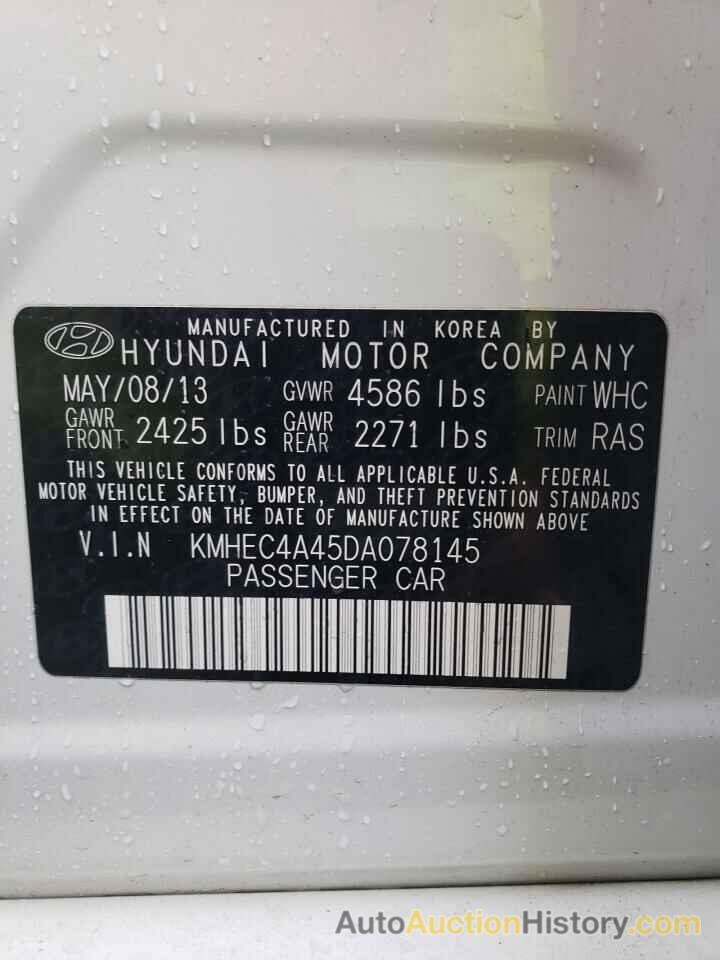 MANUFACTURED IN KOREA BY
HYUNDAI MOTOR COMPANY
MAY/08/13 GVWR 4586 lbs PAINT WHC
GAWR FRONT 2425 lbs GAWR REAR 2271 lbs TRIM RAS
THIS VEHICLE CONFORMS TO ALL APPLICABLE U.S.A. FEDERAL
MOTOR VEHICLE SAFETY, BUMPER, AND THEFT PREVENTION STANDARDS
IN EFFECT ON THE DATE OF MANUFACTURE SHOWN ABOVE
V.I.N KMHEC4A45DA078145
PASSENGER CAR
AutoAuctionHistory.com